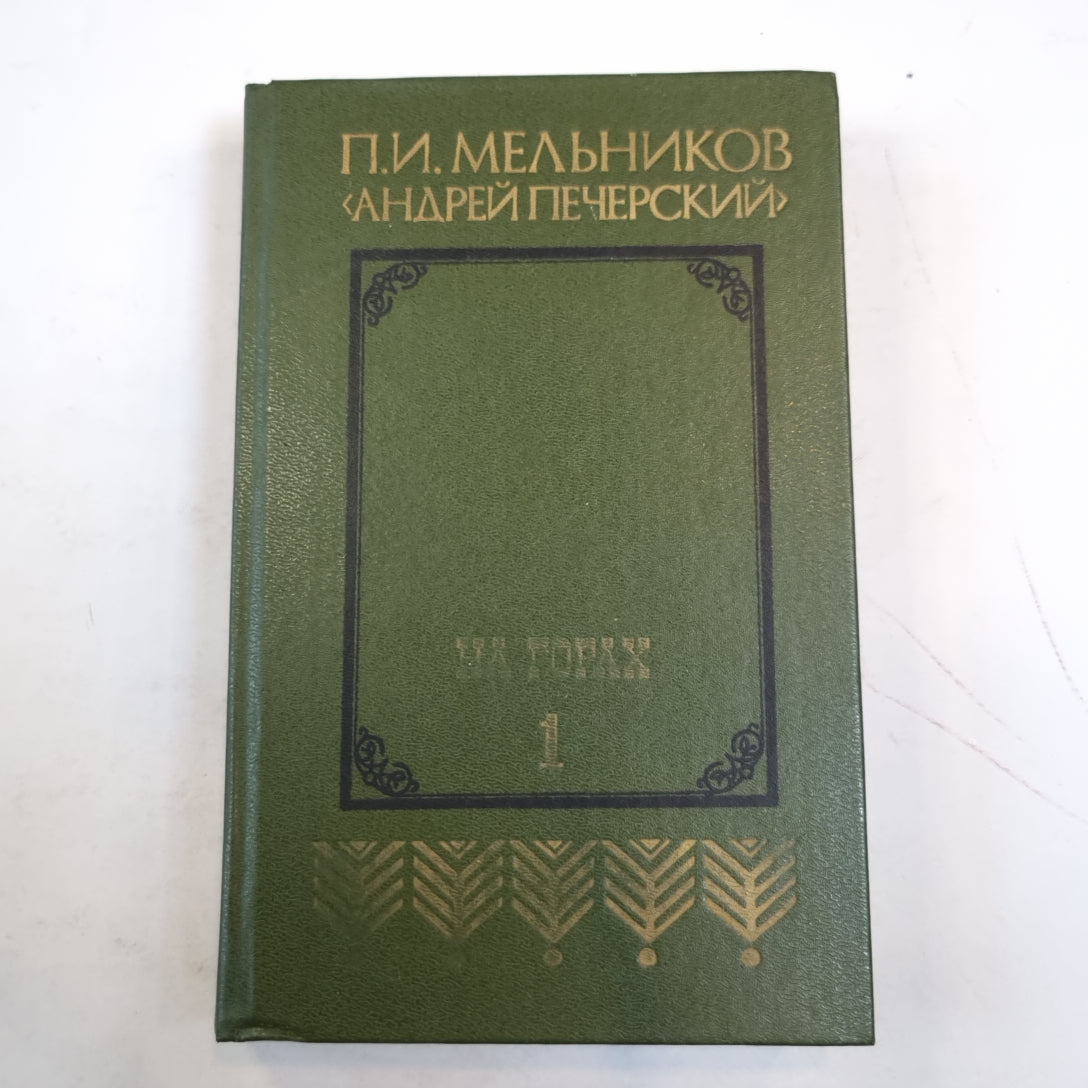 П.И. МЕЛЬНИКОВ
‹АНДРЕЙ ПЕЧЕРСКИЙ›
НА ГОРАХ
1